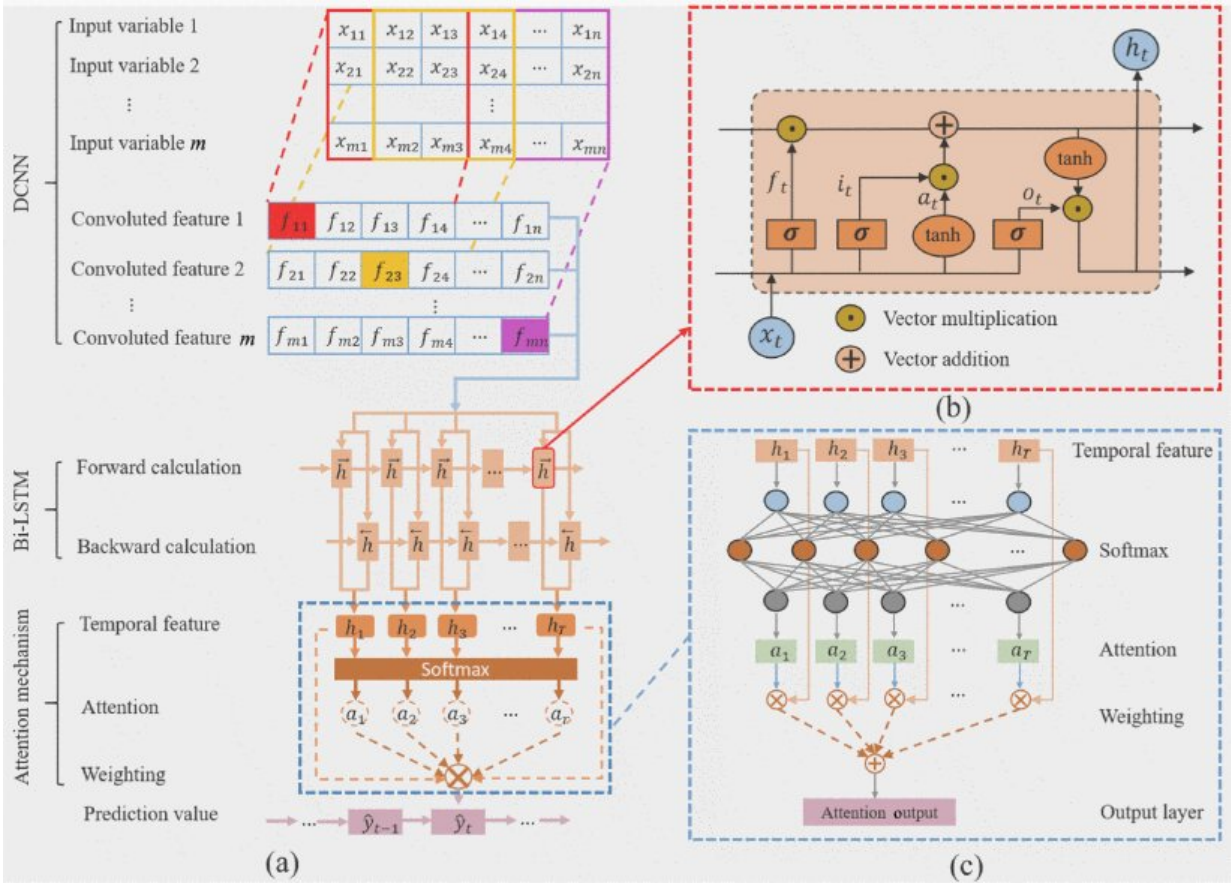 DCNN
Input variable 1
x11 x12 x13 x14 ... x1n
Input variable 2
x21 x22 x23 x24 ... x2n
⋮ ⋮
Input variable m
xm1 xm2 xm3 xm4 ... xmn
Convoluted feature 1
f11 f12 f13 f14 ... f1n
Convoluted feature 2
f21 f22 f23 f24 ... f2n
⋮ ⋮
Convoluted feature m
fm1 fm2 fm3 fm4 ... fmn
Bi-LSTM
Forward calculation
→h →h →h ... →h
Backward calculation
←h ←h ←h ... ←h
Attention mechanism
Temporal feature
h1 h2 h3 ... hT
Softmax
Attention
a1 a2 a3 ... aT
Weighting
Prediction value
... ŷt−1 ŷt ...
(a)
ht
tanh
ft it at ot
σ σ tanh σ
xt
Vector multiplication
Vector addition
(b)
h1 h2 h3 ... hT Temporal feature
...
... Softmax
...
a1 a2 a3 ... aT Attention
... Weighting
Attention output Output layer
(c)